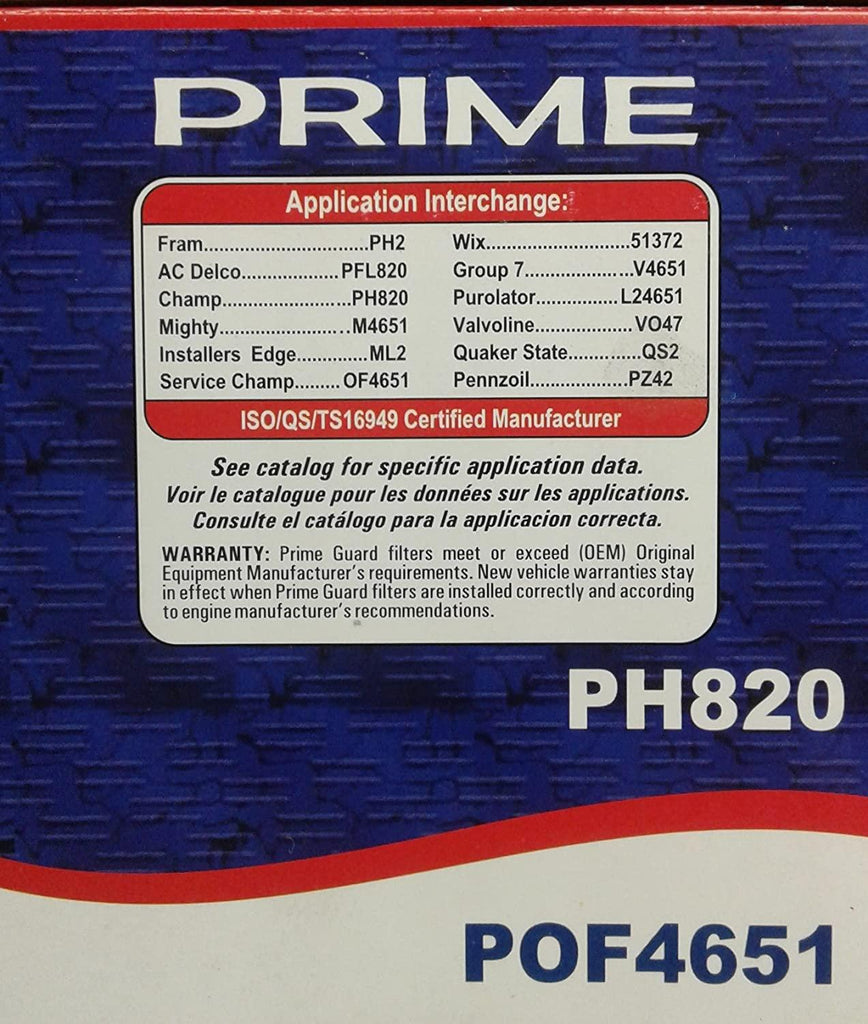 PRIME
Application Interchange:
Fram..............................PH2
AC Delco..................PFL820
Champ.......................PH820
Mighty.........................M4651
Installers Edge.............ML2
Service Champ......... OF4651
Wix...........................51372
Group 7.....................V4651
Purolator...............L24651
Valvoline..................VO47
Quaker State.............QS2
Pennzoil..................PZ42
ISO/QS/TS16949 Certified Manufacturer
See catalog for specific application data.
Voir le catalogue pour les données sur les applications.
Consulte el catálogo para la applicacion correcta.
WARRANTY: Prime Guard filters meet or exceed (OEM) Original
Equipment Manufacturer's requirements. New vehicle warranties stay
in effect when Prime Guard filters are installed correctly and according
to engine manufacturer's recommendations.
PH820
POF4651